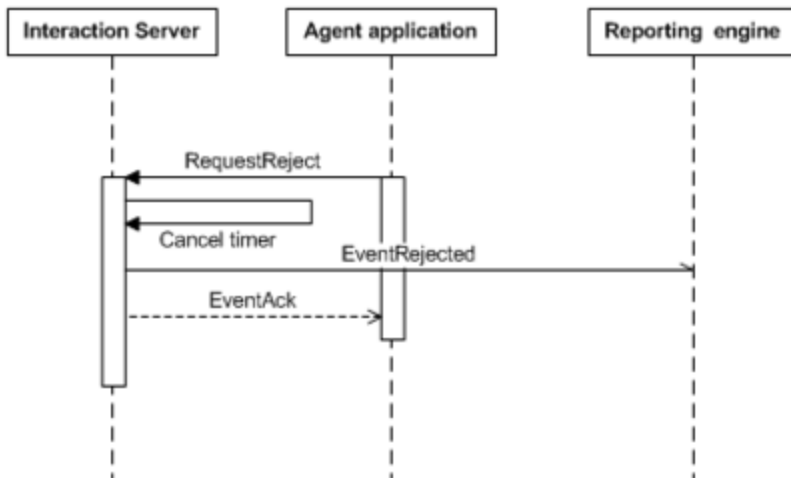 Interaction Server
Agent application
Reporting engine
RequestReject
Cancel timer
EventRejected
EventAck